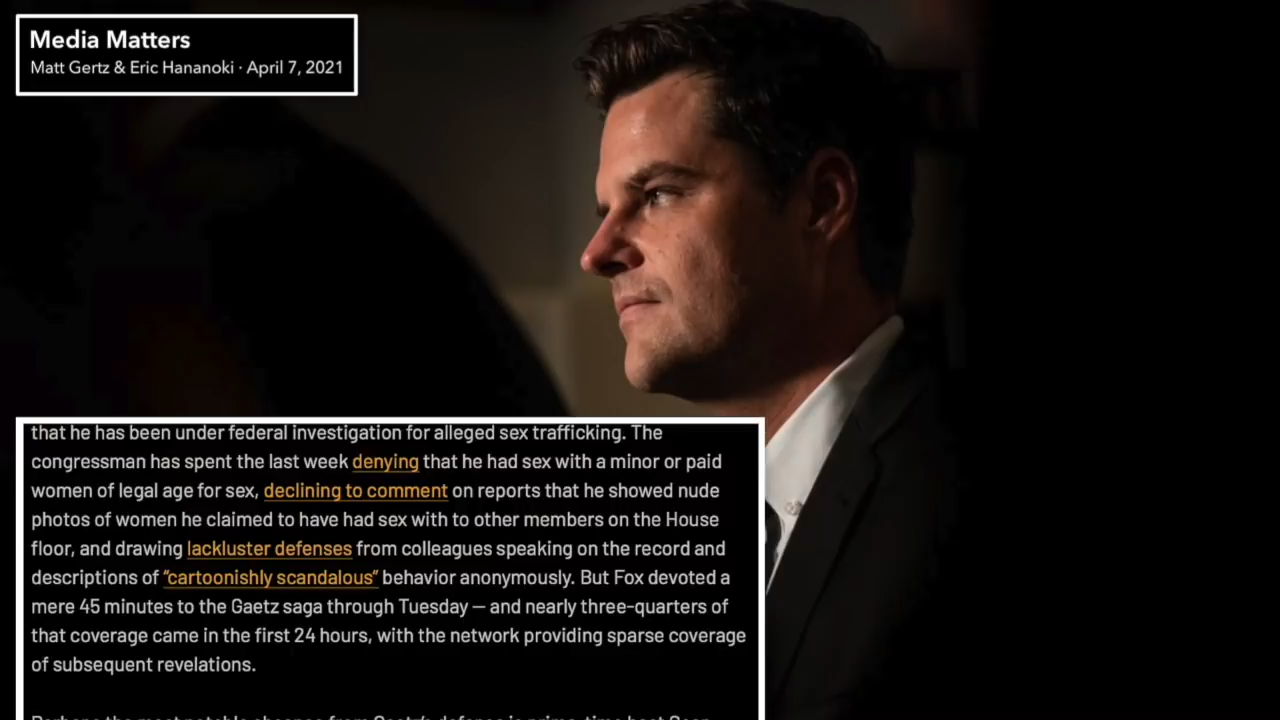 Media Matters
Matt Gertz & Eric Hananoki · April 7, 2021
that he has been under federal investigation for alleged sex trafficking. The
congressman has spent the last week denying that he had sex with a minor or paid
women of legal age for sex, declining to comment on reports that he showed nude
photos of women he claimed to have had sex with to other members on the House
floor, and drawing lackluster defenses from colleagues speaking on the record and
descriptions of “cartoonishly scandalous” behavior anonymously. But Fox devoted a
mere 45 minutes to the Gaetz saga through Tuesday — and nearly three-quarters of
that coverage came in the first 24 hours, with the network providing sparse coverage
of subsequent revelations.